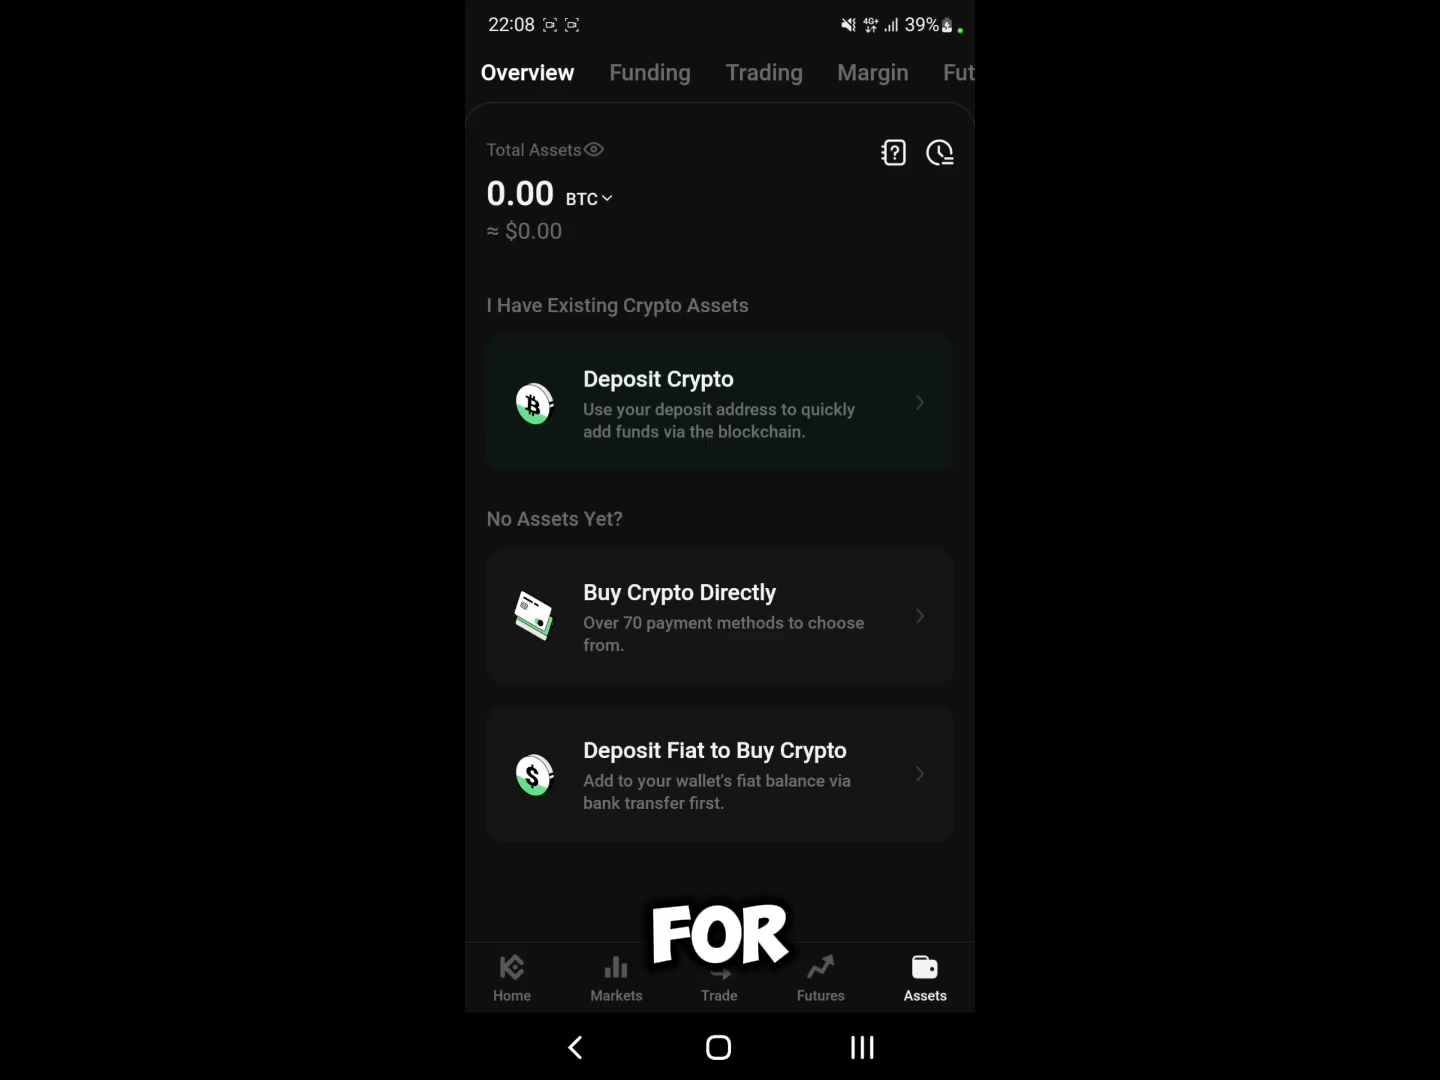 22:08 4G+ 39%
Overview Funding Trading Margin Fut
Total Assets
0.00 BTC
≈ $0.00
I Have Existing Crypto Assets
Deposit Crypto
Use your deposit address to quickly
add funds via the blockchain.
No Assets Yet?
Buy Crypto Directly
Over 70 payment methods to choose
from.
Deposit Fiat to Buy Crypto
Add to your wallet's fiat balance via
bank transfer first.
FOR
Home Markets Trade Futures Assets